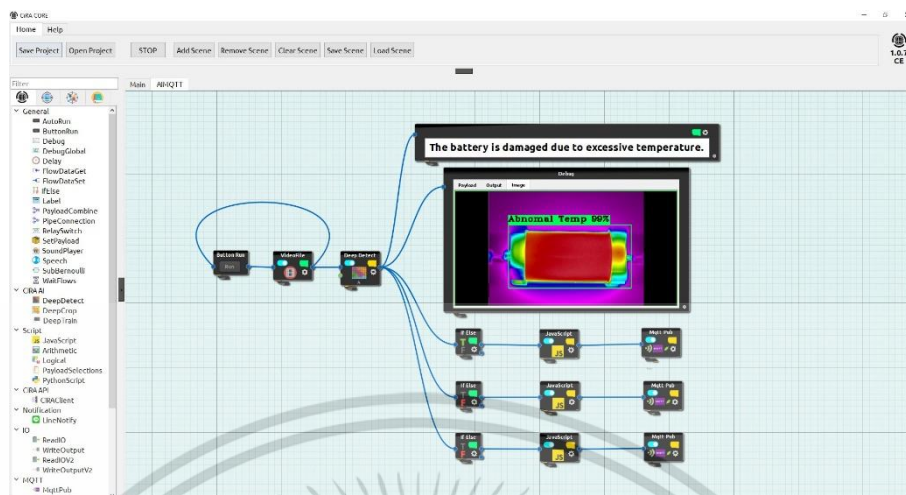 CIRA CORE
Home Help
Save Project Open Project STOP Add Scene Remove Scene Clear Scene Save Scene Load Scene
1.0.7
CE
Filter
Main AIMQTT
General
AutoRun
ButtonRun
Debug
DebugGlobal
Delay
FlowDataGet
FlowDataSet
IfElse
Label
PayloadCombine
PipeConnection
RelaySwitch
SetPayload
SoundPlayer
Speech
SubBernoulli
WaitFlows
CIRA AI
DeepDetect
DeepCrop
DeepTrain
Script
JavaScript
Arithmetic
Logical
PayloadSelections
PythonScript
CIRA API
CIRAClient
Notification
LineNotify
IO
ReadIO
WriteOutput
ReadIOV2
WriteOutputV2
MQTT
MqttPub
The battery is damaged due to excessive temperature.
Debug
Payload Output Image
Abnomal Temp 99%
Button Run
Run
VideoFile
Deep Detect
If Else JavaScript Mqtt Pub
T JS
If Else JavaScript Mqtt Pub
T F JS
If Else JavaScript Mqtt Pub
T F JS